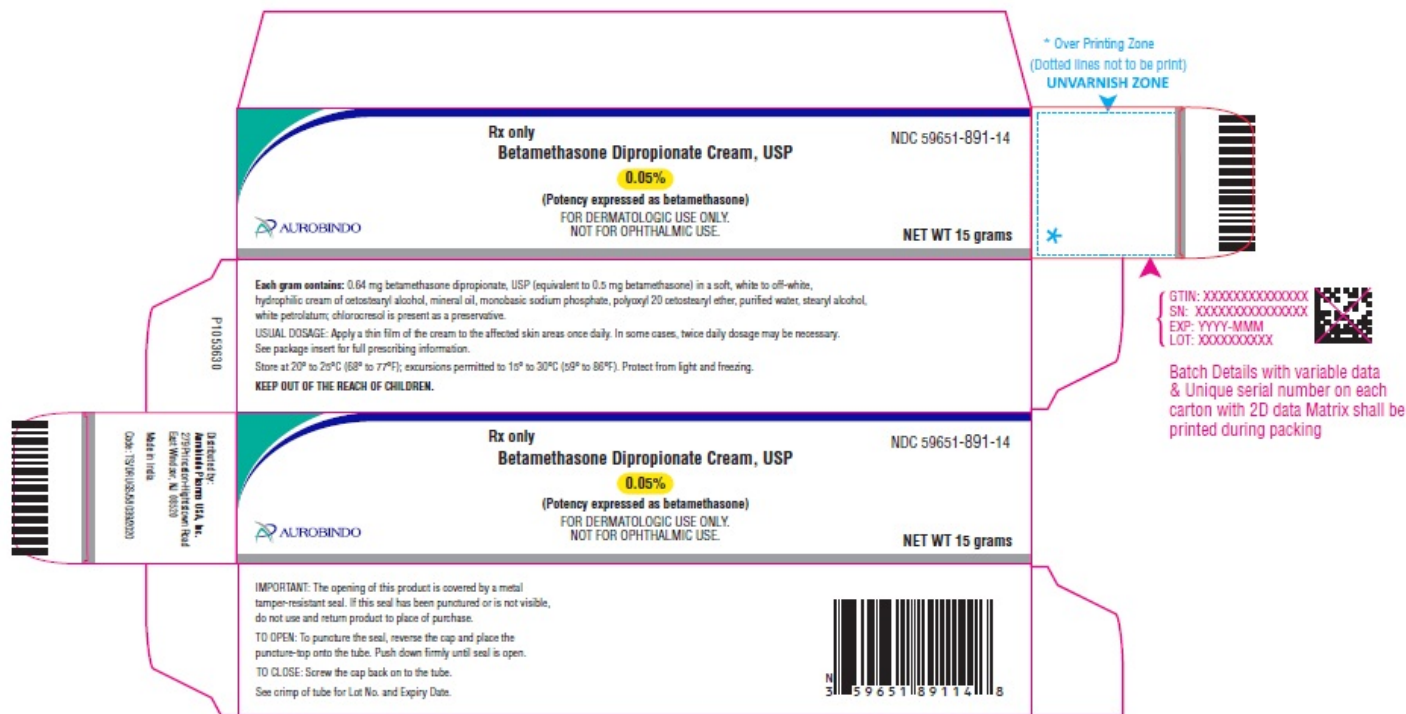 * Over Printing Zone
(Dotted lines not to be print)
UNVARNISH ZONE
Rx only
NDC 59651-891-14
Betamethasone Dipropionate Cream, USP
0.05%
(Potency expressed as betamethasone)
FOR DERMATOLOGIC USE ONLY.
NOT FOR OPHTHALMIC USE.
AUROBINDO
NET WT 15 grams
*
Each gram contains: 0.64 mg betamethasone dipropionate, USP (equivalent to 0.5 mg betamethasone) in a soft, white to off-white,
hydrophilic cream of cetostearyl alcohol, mineral oil, monobasic sodium phosphate, polyoxyl 20 cetostearyl ether, purified water, stearyl alcohol,
white petrolatum; chlorocresol is present as a preservative.
USUAL DOSAGE: Apply a thin film of the cream to the affected skin areas once daily. In some cases, twice daily dosage may be necessary.
See package insert for full prescribing information.
Store at 20° to 25°C (68° to 77°F); excursions permitted to 15° to 30°C (59° to 86°F). Protect from light and freezing.
KEEP OUT OF THE REACH OF CHILDREN.
P1053630
GTIN: XXXXXXXXXXXXXX
SN: XXXXXXXXXXXXXXX
EXP: YYYY-MMM
LOT: XXXXXXXXXX
Batch Details with variable data
& Unique serial number on each
carton with 2D data Matrix shall be
printed during packing
Distributed by:
Aurobindo Pharma USA, Inc.
279 Princeton-Hightstown Road
East Windsor, NJ 08520
Made in India
Code:
Rx only
NDC 59651-891-14
Betamethasone Dipropionate Cream, USP
0.05%
(Potency expressed as betamethasone)
FOR DERMATOLOGIC USE ONLY.
NOT FOR OPHTHALMIC USE.
AUROBINDO
NET WT 15 grams
IMPORTANT: The opening of this product is covered by a metal
tamper-resistant seal. If this seal has been punctured or is not visible,
do not use and return product to place of purchase.
TO OPEN: To puncture the seal, reverse the cap and place the
puncture-top onto the tube. Push down firmly until seal is open.
TO CLOSE: Screw the cap back on to the tube.
See crimp of tube for Lot No. and Expiry Date.
N
3 59651 89114 8